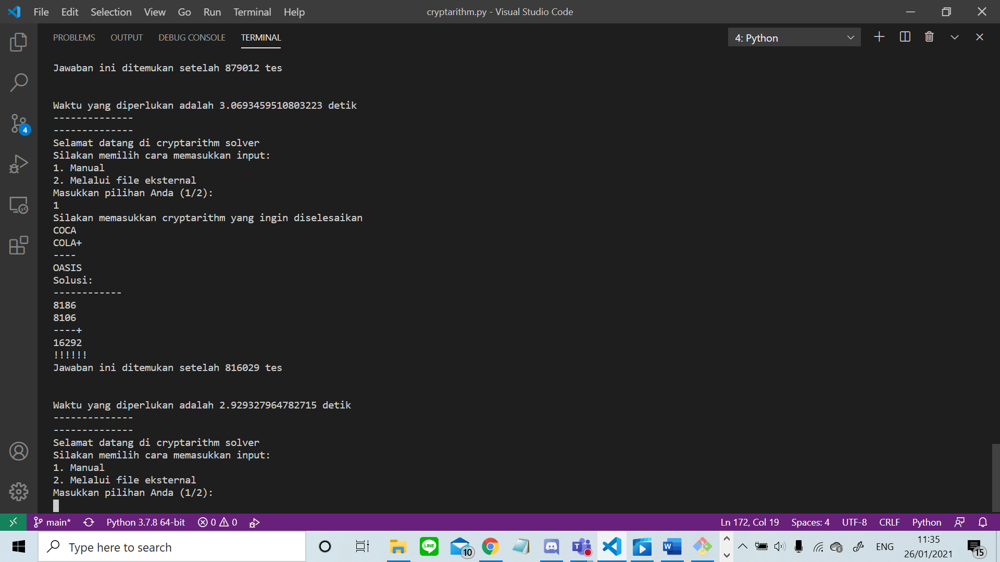 File Edit Selection View Go Run Terminal Help
cryptarithm.py - Visual Studio Code
PROBLEMS OUTPUT DEBUG CONSOLE TERMINAL
4: Python
Jawaban ini ditemukan setelah 879012 tes
Waktu yang diperlukan adalah 3.0693459510803223 detik
--------------
--------------
Selamat datang di cryptarithm solver
Silakan memilih cara memasukkan input:
1. Manual
2. Melalui file eksternal
Masukkan pilihan Anda (1/2):
1
Silakan memasukkan cryptarithm yang ingin diselesaikan
COCA
COLA+
----
OASIS
Solusi:
------------
8186
8106
----+
16292
!!!!!!
Jawaban ini ditemukan setelah 816029 tes
Waktu yang diperlukan adalah 2.929327964782715 detik
--------------
--------------
Selamat datang di cryptarithm solver
Silakan memilih cara memasukkan input:
1. Manual
2. Melalui file eksternal
Masukkan pilihan Anda (1/2):
4
main* Python 3.7.8 64-bit 0 0
Ln 172, Col 19 Spaces: 4 UTF-8 CRLF Python
Type here to search
LINE
10
W
ENG
11:35
26/01/2021
15